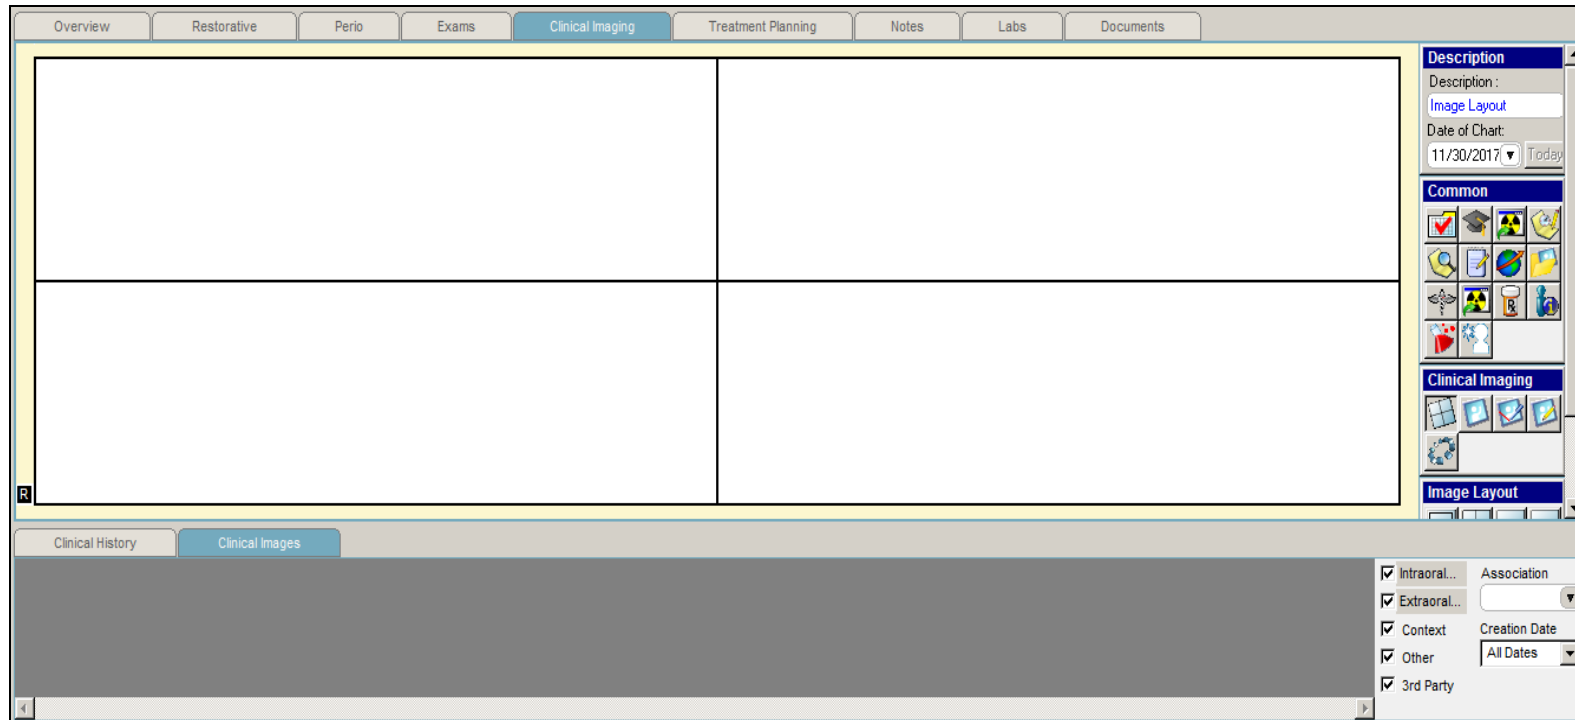 Overview Restorative Perio Exams Clinical Imaging Treatment Planning Notes Labs Documents
Description
Description :
Image Layout
Date of Chart:
11/30/2017 Today
Common
Rx
Clinical Imaging
R
Image Layout
Clinical History Clinical Images
Intraoral... Association
Extraoral...
Context Creation Date
Other All Dates
3rd Party